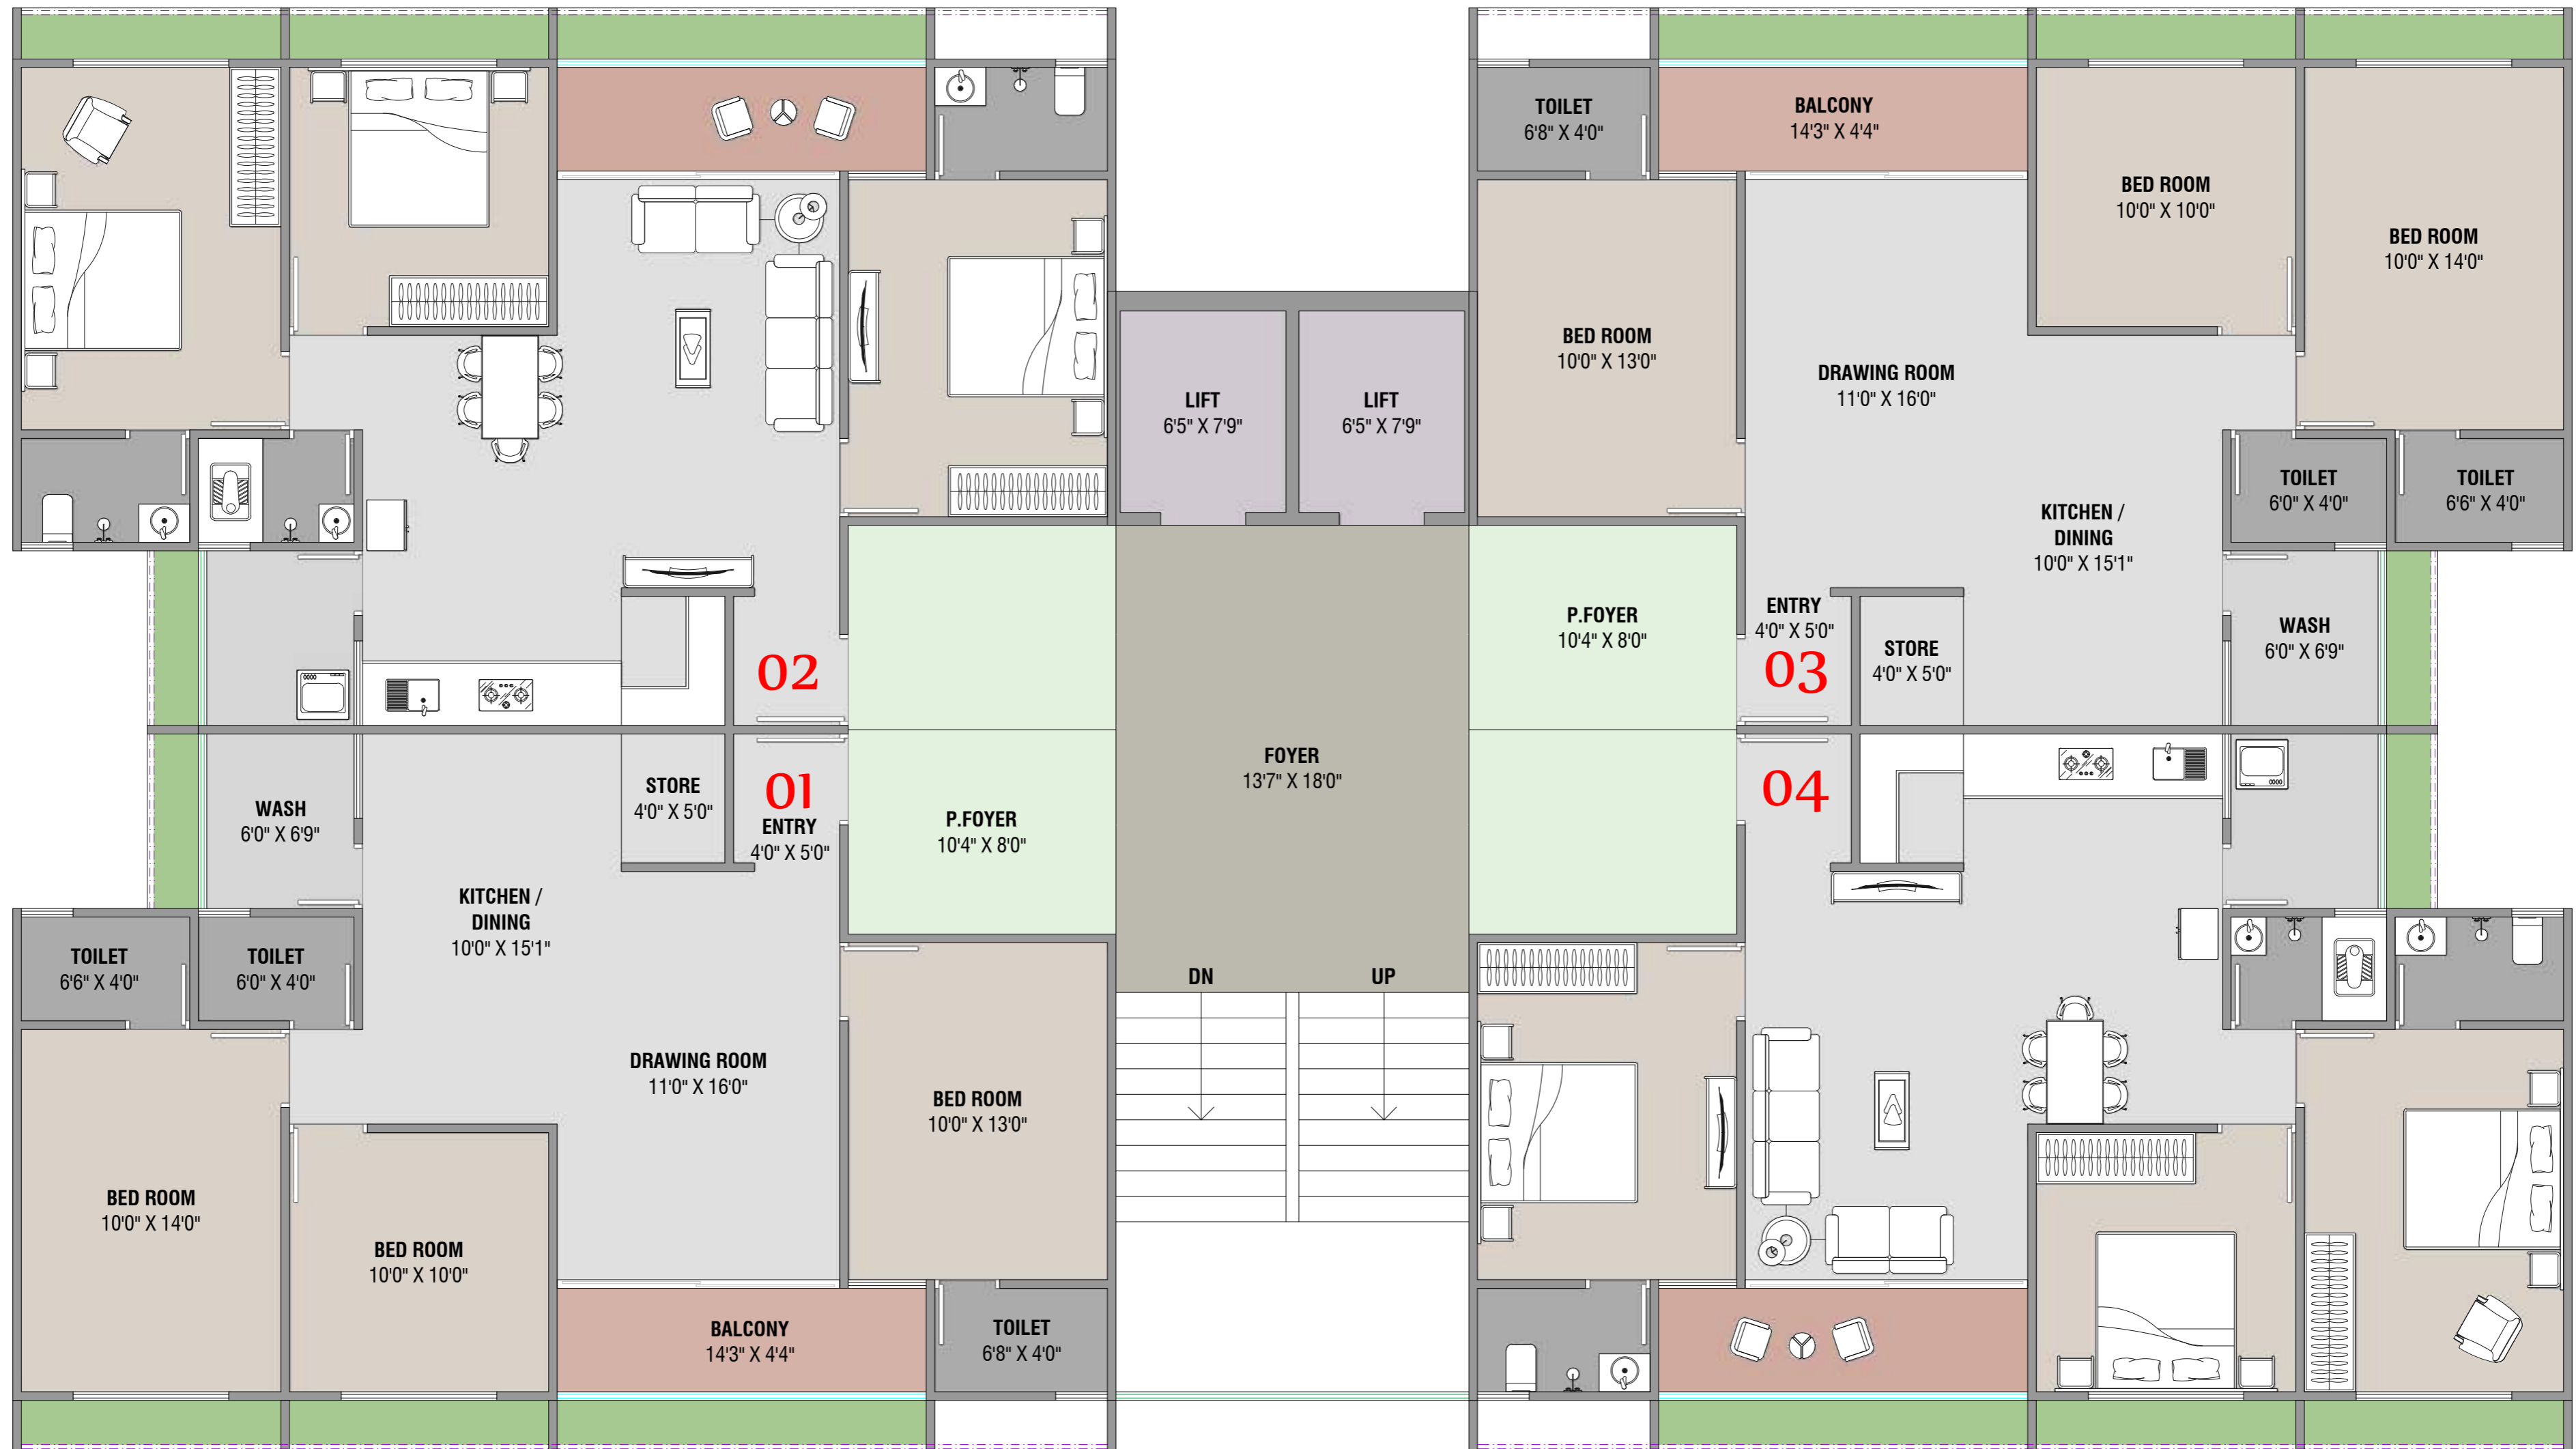 TOILET
6'8" X 4'0"
BALCONY
14'3" X 4'4"
BED ROOM
10'0" X 10'0"
BED ROOM
10'0" X 14'0"
BED ROOM
10'0" X 13'0"
DRAWING ROOM
11'0" X 16'0"
LIFT
6'5" X 7'9"
LIFT
6'5" X 7'9"
TOILET
6'0" X 4'0"
TOILET
6'6" X 4'0"
KITCHEN /
DINING
10'0" X 15'1"
P.FOYER
10'4" X 8'0"
ENTRY
4'0" X 5'0"
03
STORE
4'0" X 5'0"
WASH
6'0" X 6'9"
02
FOYER
13'7" X 18'0"
01
ENTRY
4'0" X 5'0"
04
STORE
4'0" X 5'0"
WASH
6'0" X 6'9"
P.FOYER
10'4" X 8'0"
KITCHEN /
DINING
10'0" X 15'1"
TOILET
6'6" X 4'0"
TOILET
6'0" X 4'0"
DN
UP
DRAWING ROOM
11'0" X 16'0"
BED ROOM
10'0" X 13'0"
BED ROOM
10'0" X 14'0"
BED ROOM
10'0" X 10'0"
BALCONY
14'3" X 4'4"
TOILET
6'8" X 4'0"